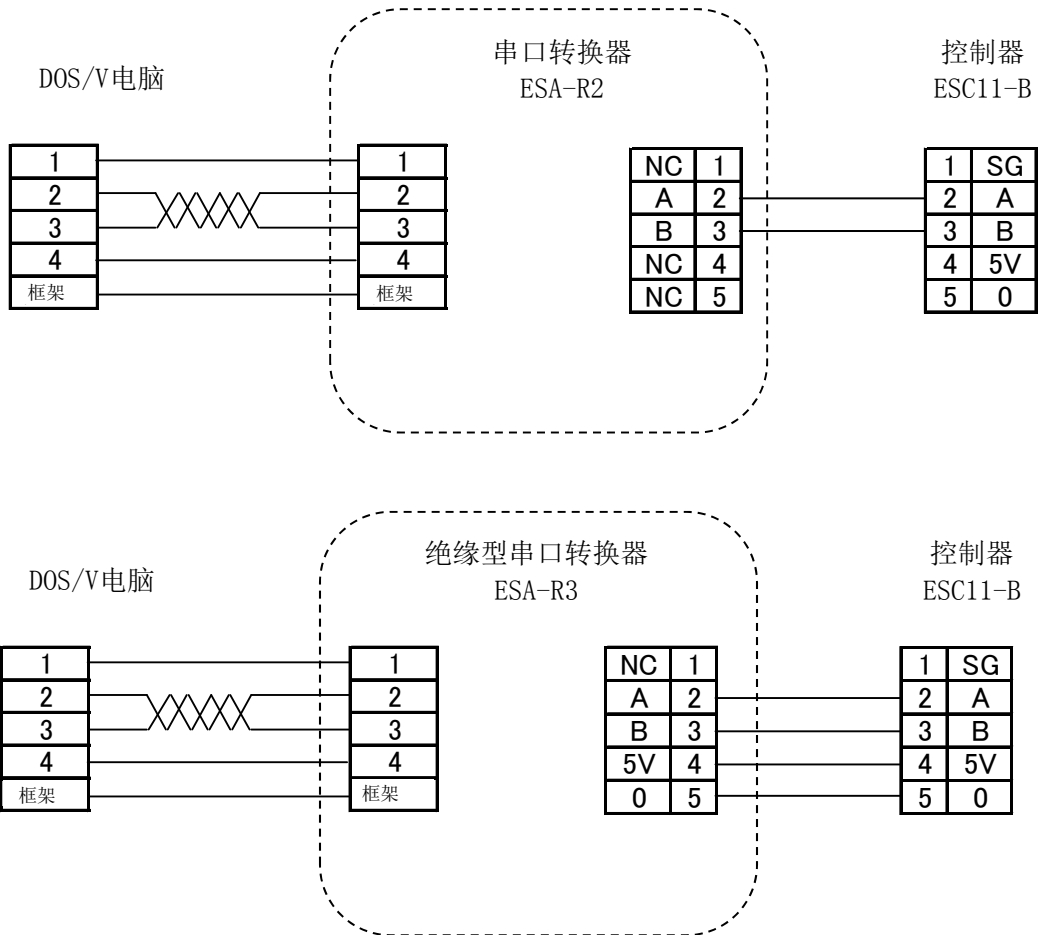 串口转换器
ESA-R2
控制器
ESC11-B
DOS/V电脑
1 1 NC 1 1 SG
2 2 A 2 2 A
3 3 B 3 3 B
4 4 NC 4 4 5V
框架 框架 NC 5 5 0
绝缘型串口转换器
ESA-R3
控制器
ESC11-B
DOS/V电脑
1 1 NC 1 1 SG
2 2 A 2 2 A
3 3 B 3 3 B
4 4 5V 4 4 5V
框架 框架 0 5 5 0